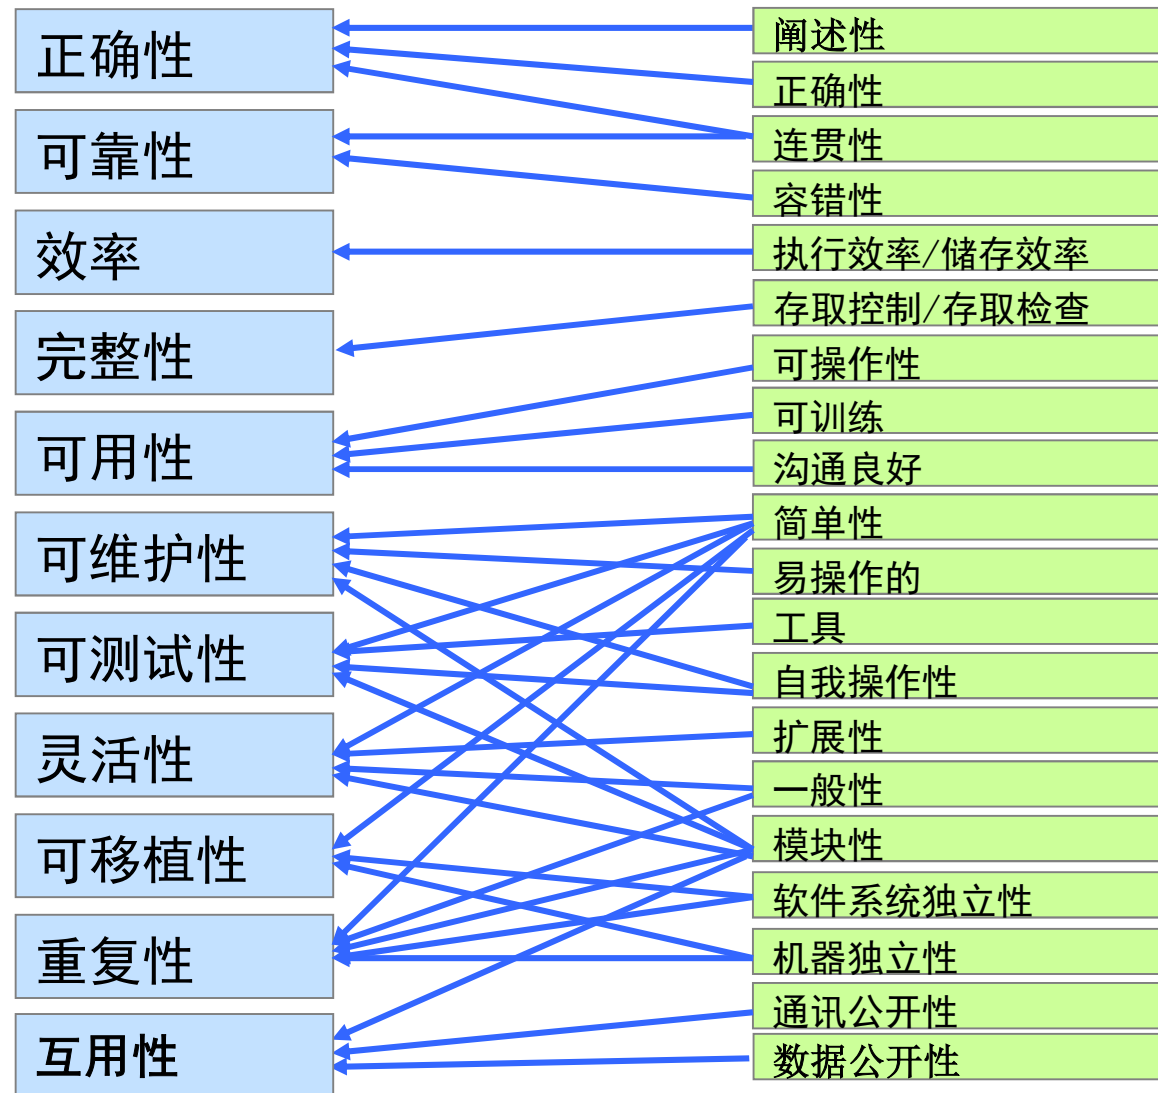 正确性
可靠性
效率
完整性
可用性
可维护性
可测试性
灵活性
可移植性
重复性
互用性
阐述性
正确性
连贯性
容错性
执行效率/储存效率
存取控制/存取检查
可操作性
可训练
沟通良好
简单性
易操作的
工具
自我操作性
扩展性
一般性
模块性
软件系统独立性
机器独立性
通讯公开性
数据公开性